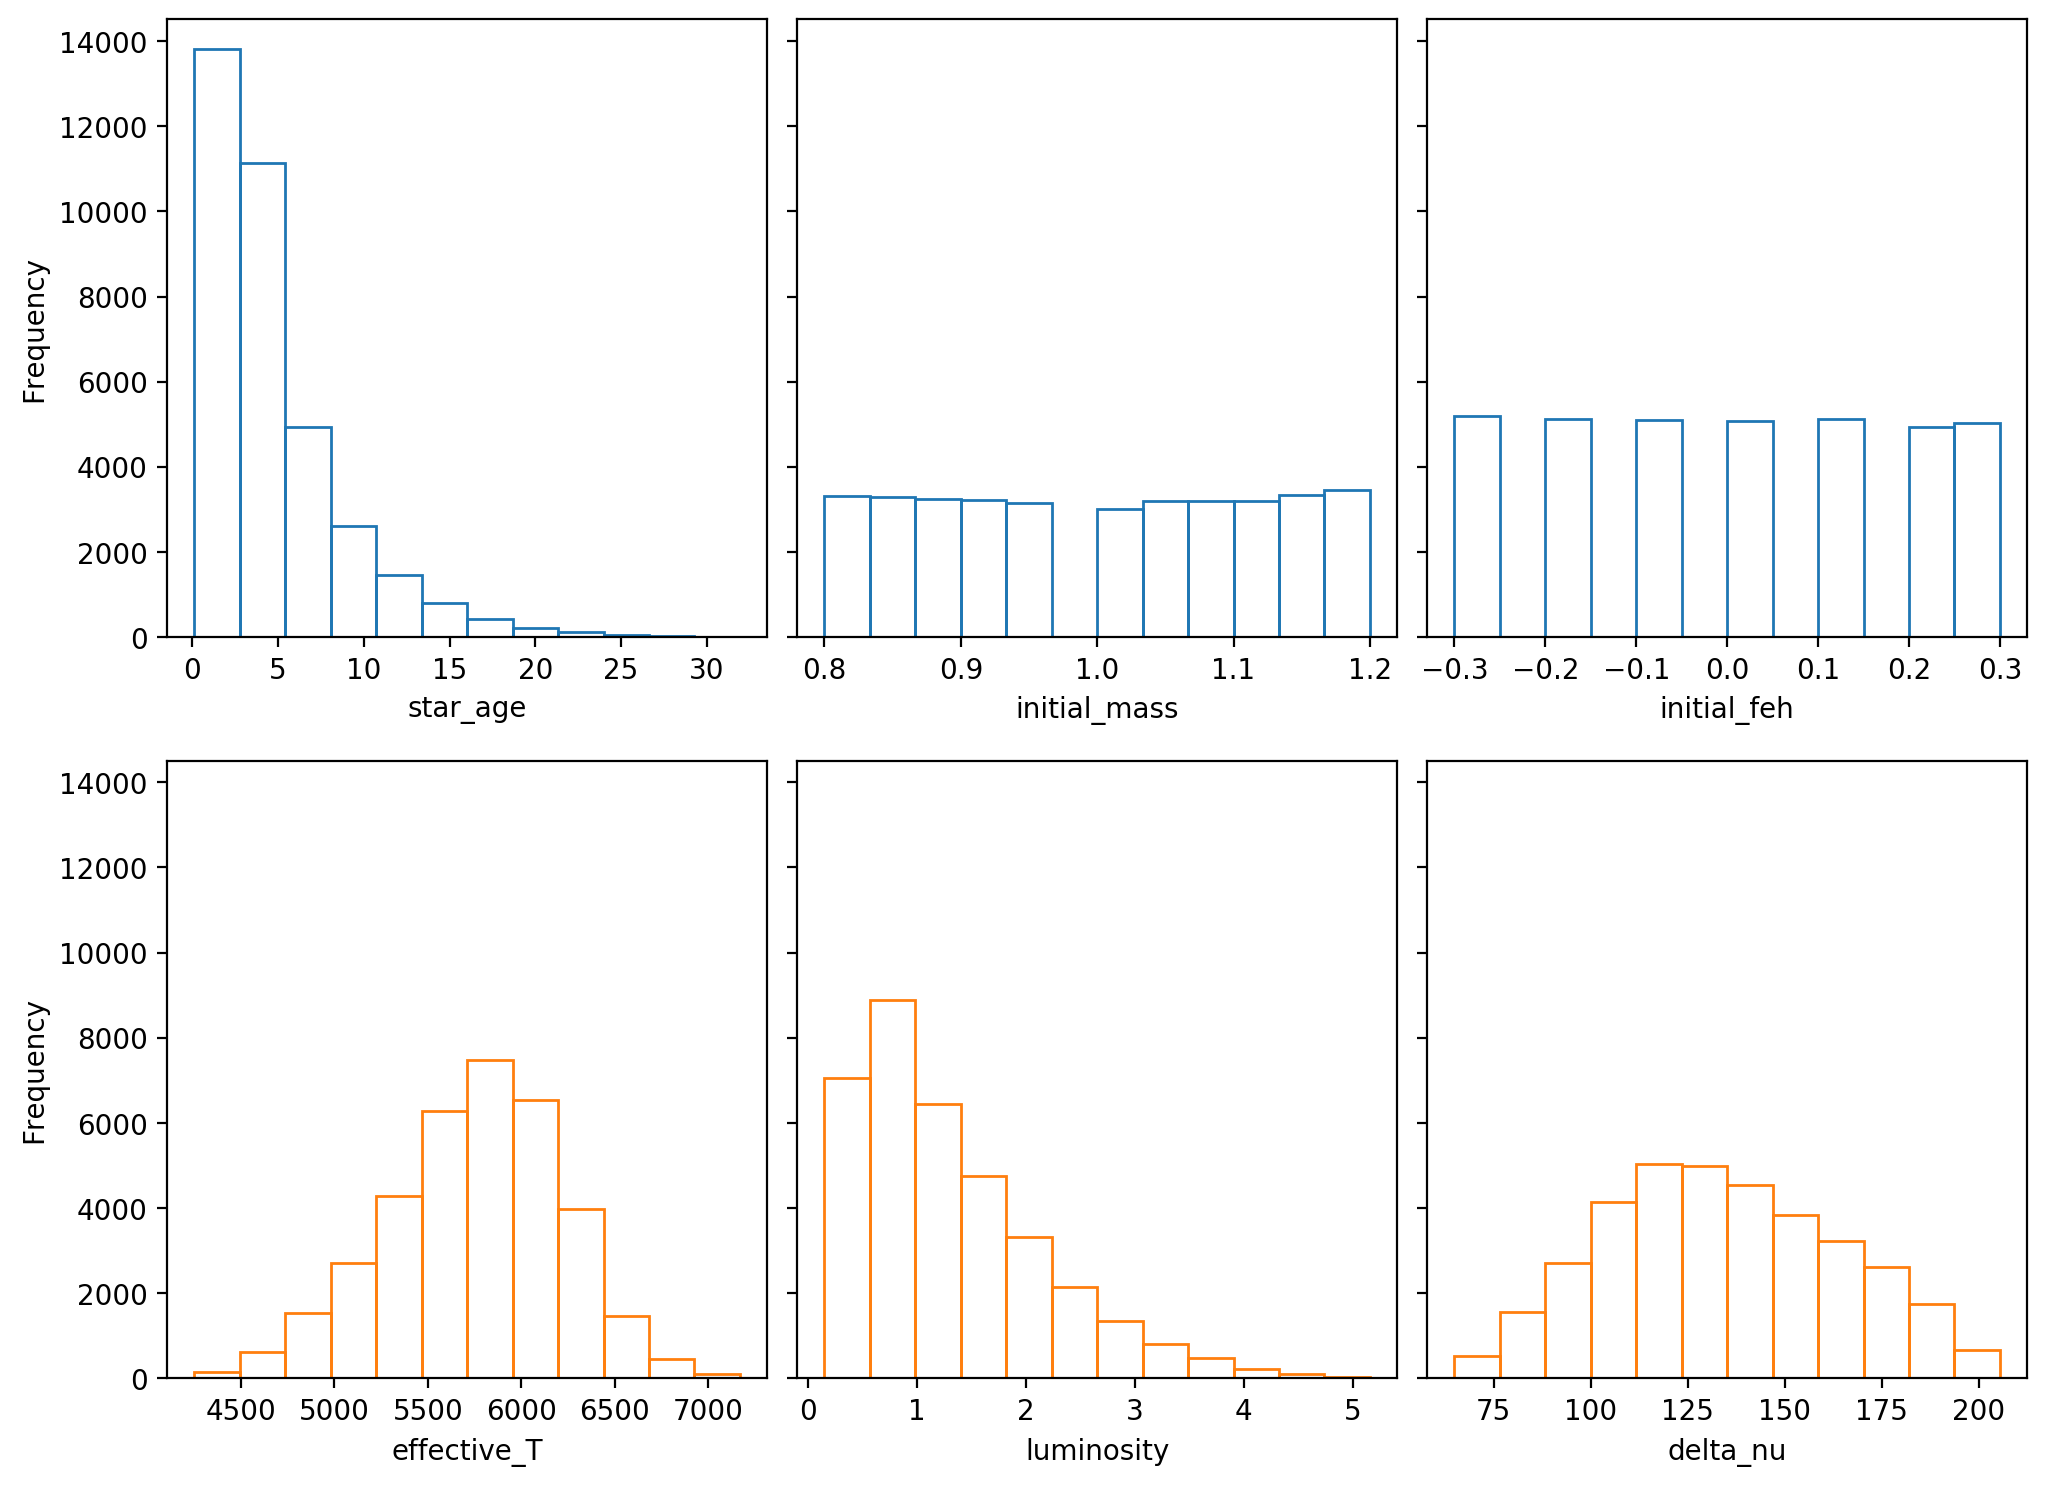 14000
12000
10000
8000
6000
4000
2000
0
Frequency
0 5 10 15 20 25 30
star_age
0.8 0.9 1.0 1.1 1.2
initial_mass
−0.3 −0.2 −0.1 0.0 0.1 0.2 0.3
initial_feh
14000
12000
10000
8000
6000
4000
2000
0
Frequency
4500 5000 5500 6000 6500 7000
effective_T
0 1 2 3 4 5
luminosity
75 100 125 150 175 200
delta_nu